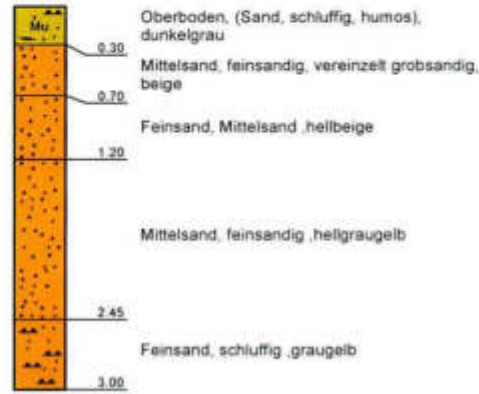 Mu
Oberboden, (Sand, schluffig, humos),
dunkelgrau
0.30
Mittelsand, feinsandig, vereinzelt grobsandig,
beige
0.70
Feinsand, Mittelsand ,hellbeige
1.20
Mittelsand, feinsandig ,hellgraugelb
2.45
Feinsand, schluffig ,graugelb
3.00